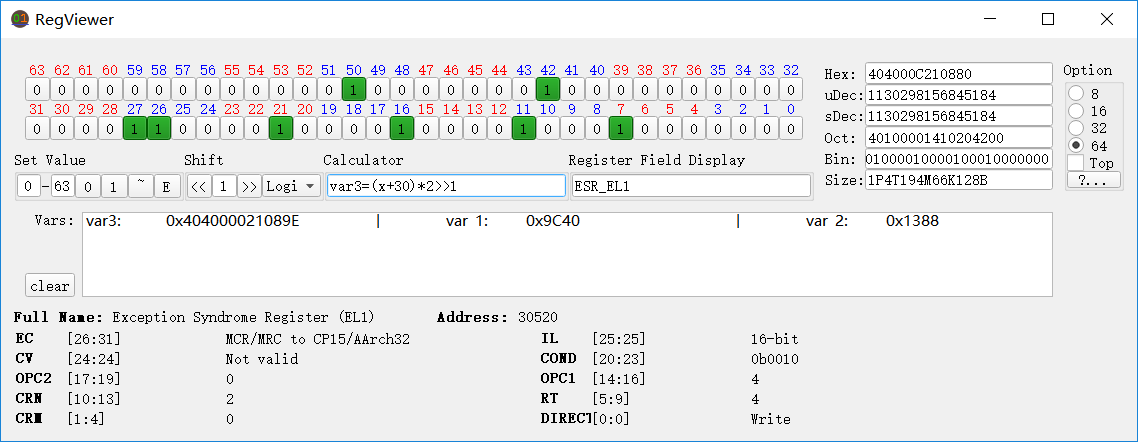 RegViewer
63 62 61 60 59 58 57 56 55 54 53 52 51 50 49 48 47 46 45 44 43 42 41 40 39 38 37 36 35 34 33 32
0 0 0 0 0 0 0 0 0 0 0 0 0 1 0 0 0 0 0 0 0 1 0 0 0 0 0 0 0 0 0 0
31 30 29 28 27 26 25 24 23 22 21 20 19 18 17 16 15 14 13 12 11 10 9 8 7 6 5 4 3 2 1 0
0 0 0 0 1 1 0 0 0 0 1 0 0 0 0 1 0 0 0 0 1 0 0 0 1 0 0 0 0 0 0 0
Hex: 404000C210880
uDec: 1130298156845184
sDec: 1130298156845184
Oct: 40100001410204200
Bin: 01000010000100010000000
Size: 1P4T194M66K128B
Option
8
16
32
64
Top
?...
Set Value Shift Calculator Register Field Display
0 - 63 0 1 ~ E << 1 >> Logi var3=(x+30)*2>>1 ESR_EL1
Vars: var3: 0x404000021089E | var 1: 0x9C40 | var 2: 0x1388
clear
Full Name: Exception Syndrome Register (EL1) Address: 30520
EC [26:31] MCR/MRC to CP15/AArch32 IL [25:25] 16-bit
CV [24:24] Not valid COND [20:23] 0b0010
OPC2 [17:19] 0 OPC1 [14:16] 4
CRN [10:13] 2 RT [5:9] 4
CRM [1:4] 0 DIRECT [0:0] Write